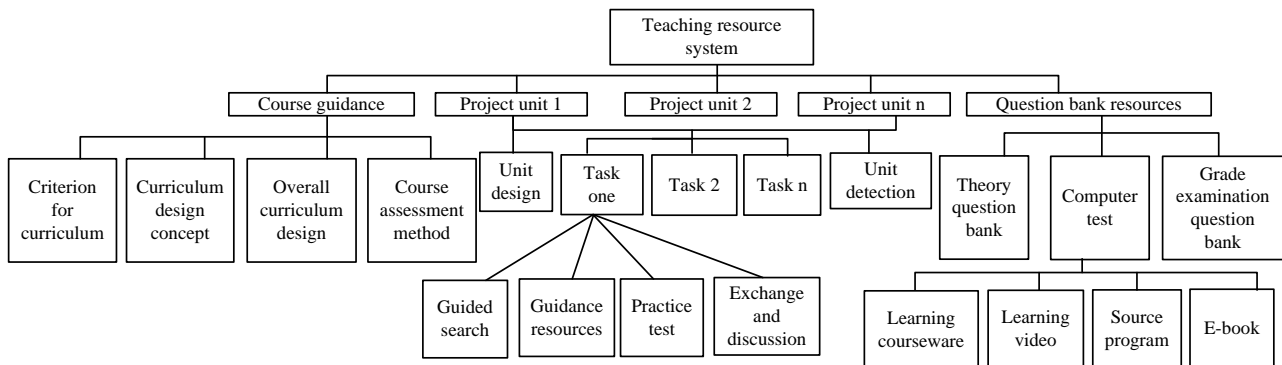 Teaching resource
system
Course guidance
Project unit 1
Project unit 2
Project unit n
Question bank resources
Criterion
for
curriculum
Curriculum
design
concept
Overall
curriculum
design
Course
assessment
method
Unit
design
Task
one
Task 2
Task n
Unit
detection
Theory
question
bank
Computer
test
Grade
examination
question
bank
Guided
search
Guidance
resources
Practice
test
Exchange
and
discussion
Learning
courseware
Learning
video
Source
program
E-book